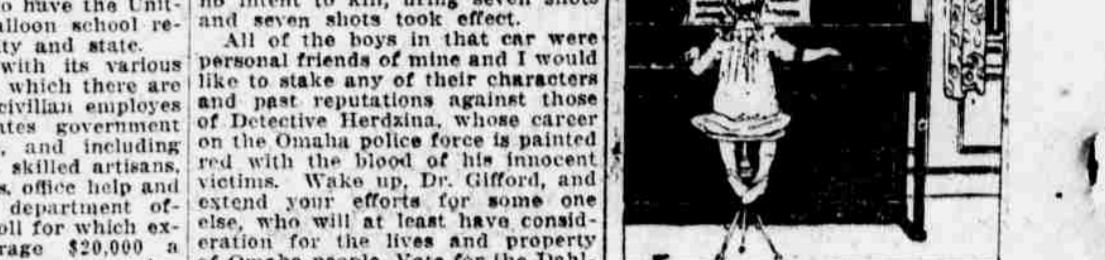 o have the Unit-
alloon school re-
ty and state.
with its various
which there are
civilian employes
ates government
, and including
skilled artisans,
s, office help and
department of-
oll for which ex-
rage $20,000 a
no intent to kill, firing seven shots
and seven shots took effect.
All of the boys in that car were
personal friends of mine and I would
like to stake any of their characters
and past reputations against those
of Detective Herdzina, whose career
on the Omaha police force is painted
red with the blood of his innocent
victims. Wake up, Dr. Gifford, and
extend your efforts for some one
else, who will at least have consid-
eration for the lives and property
of Omaha people. Vote for the Dahl-